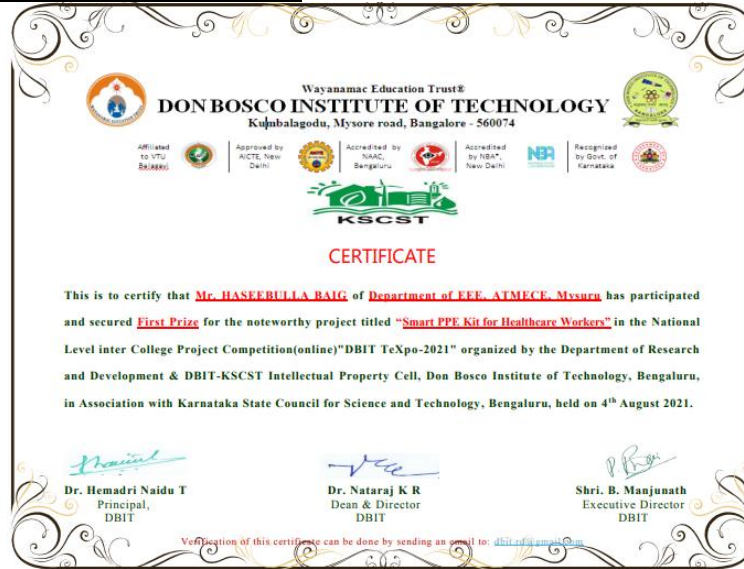 Wayanamac Education Trust®
DON BOSCO INSTITUTE OF TECHNOLOGY
Kumbalagodu, Mysore road, Bangalore - 560074
Affiliated to VTU Belagavi
Approved by AICTE, New Delhi
Accredited by NAAC, Bengaluru
Accredited by NBA*, New Delhi
NBA
Recognized by Govt. of Karnataka
KSCST
CERTIFICATE
This is to certify that Mr. HASEEBULLA BAIG of Department of EEE, ATMECE, Mysuru has participated
and secured First Prize for the noteworthy project titled “Smart PPE Kit for Healthcare Workers” in the National
Level inter College Project Competition(online)"DBIT TeXpo-2021" organized by the Department of Research
and Development & DBIT-KSCST Intellectual Property Cell, Don Bosco Institute of Technology, Bengaluru,
in Association with Karnataka State Council for Science and Technology, Bengaluru, held on 4th August 2021.
Dr. Hemadri Naidu T
Principal,
DBIT
Dr. Nataraj K R
Dean & Director
DBIT
Shri. B. Manjunath
Executive Director
DBIT
Verification of this certificate can be done by sending an email to: dbit.rd@gmail.com